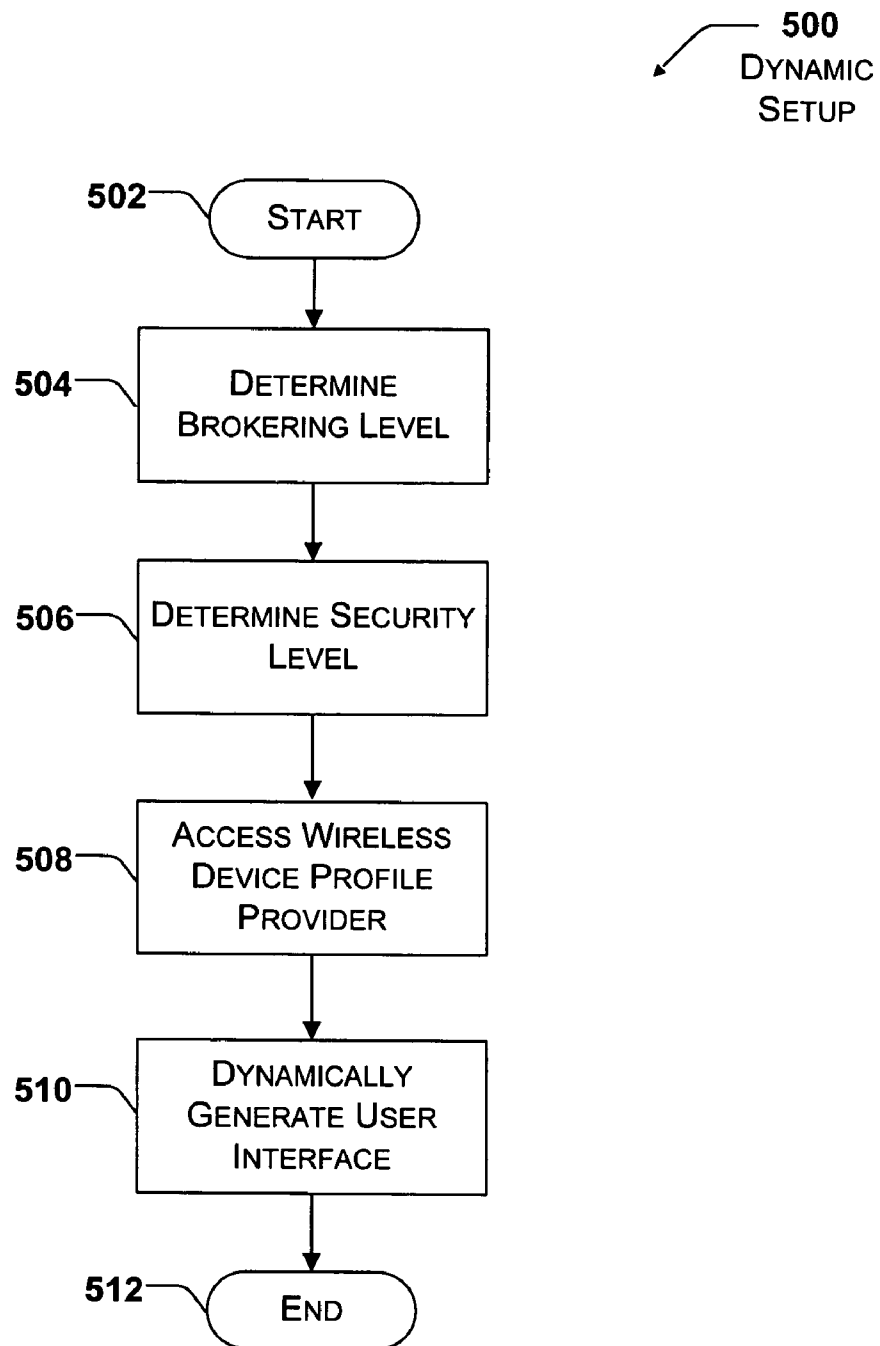 500
DYNAMIC
SETUP
502
START
504
DETERMINE
BROKERING LEVEL
506
DETERMINE SECURITY
LEVEL
508
ACCESS WIRELESS
DEVICE PROFILE
PROVIDER
510
DYNAMICALLY
GENERATE USER
INTERFACE
512
END